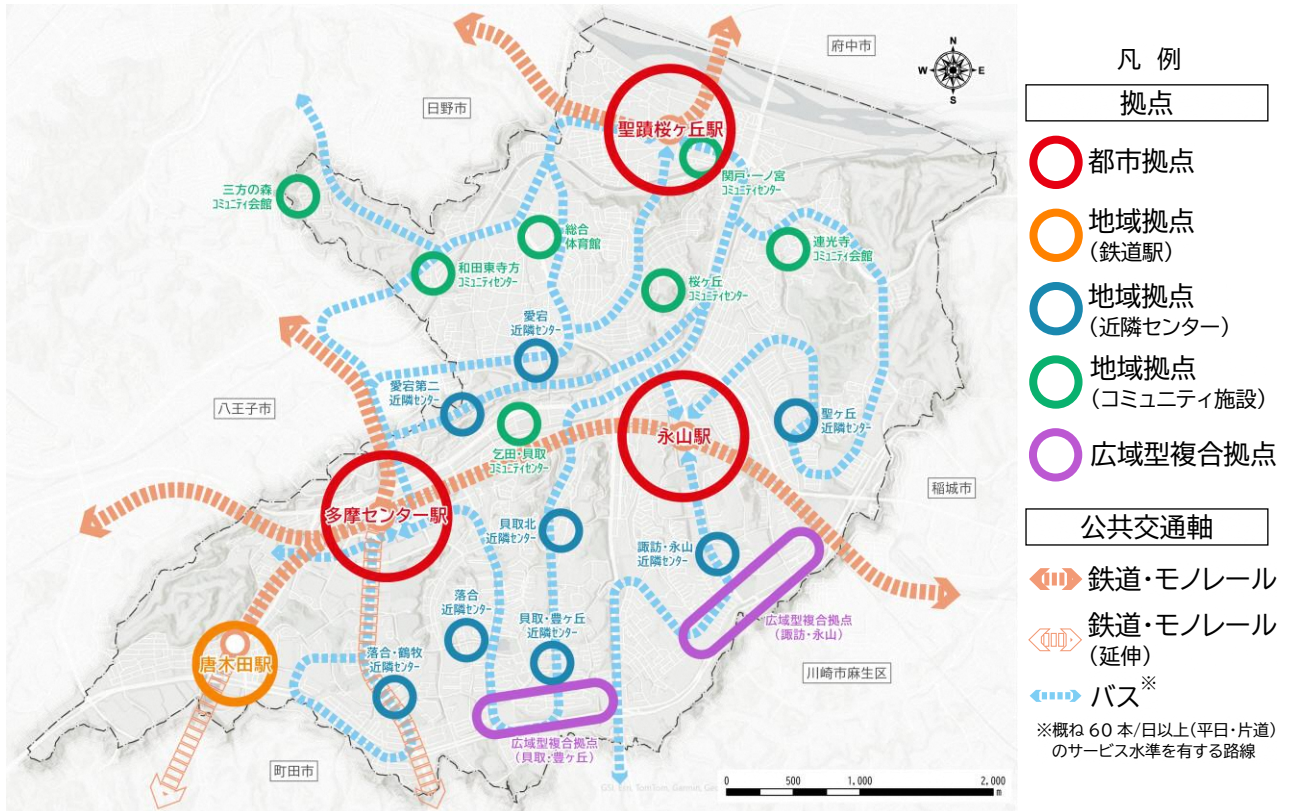 府中市
N
W
E
S
日野市
聖蹟桜ヶ丘駅
関戸・一ノ宮
コミュニティセンター
三方の森
コミュニティ会館
総合
体育館
連光寺
コミュニティ会館
和田東寺方
コミュニティセンター
桜ヶ丘
コミュニティセンター
愛宕
近隣センター
愛宕第二
近隣センター
八王子市
乞田・貝取
コミュニティセンター
永山駅
聖ヶ丘
近隣センター
稲城市
多摩センター駅
貝取北
近隣センター
諏訪・永山
近隣センター
落合
近隣センター
貝取・豊ヶ丘
近隣センター
広域型複合拠点
(諏訪・永山)
唐木田駅
落合・鶴牧
近隣センター
川崎市麻生区
広域型複合拠点
(貝取・豊ヶ丘)
町田市
0 500 1,000 2,000
m
凡 例
拠点
都市拠点
地域拠点
(鉄道駅)
地域拠点
(近隣センター)
地域拠点
(コミュニティ施設)
広域型複合拠点
公共交通軸
鉄道・モノレール
鉄道・モノレール
(延伸)
バス※
※概ね 60 本/日以上(平日・片道)
のサービス水準を有する路線